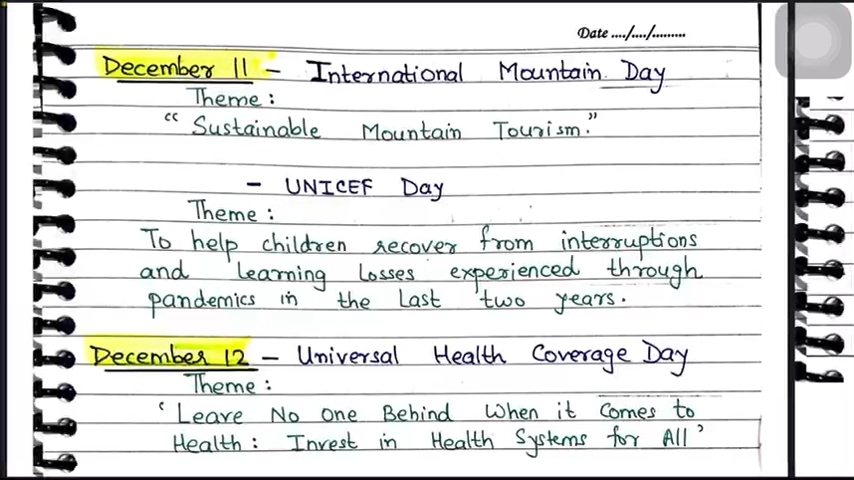 Date ..../..../.........
December 11 - International Mountain Day
Theme :
"Sustainable Mountain Tourism."
- UNICEF Day
Theme :
To help children recover from interruptions
and learning losses experienced through
pandemics in the last two years.
December 12 - Universal Health Coverage Day
Theme :
'Leave No one Behind When it Comes to
Health : Invest in Health Systems for All'